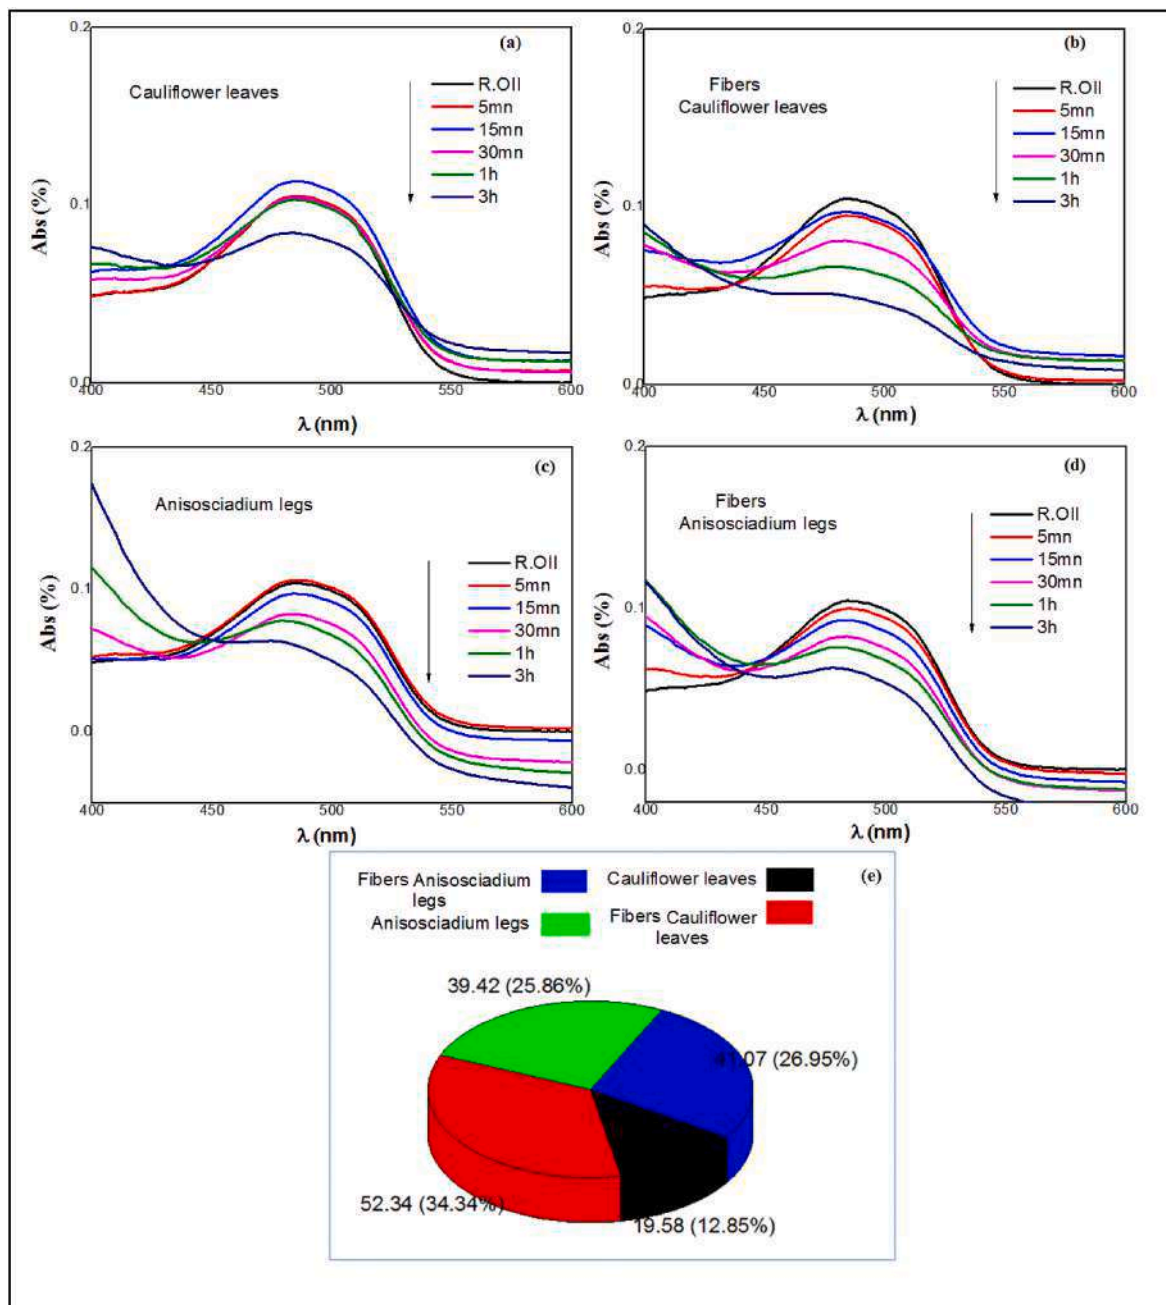 (a)
Cauliflower leaves
R.OII
5mn
15mn
30mn
1h
3h
0.2
0.1
0.0
Abs (%)
400
450
500
550
600
λ (nm)
(b)
Fibers
Cauliflower leaves
R.OII
5mn
15mn
30mn
1h
3h
0.2
0.1
0.0
Abs (%)
400
450
500
550
600
λ (nm)
(c)
Anisosciadium legs
R.OII
5mn
15mn
30mn
1h
3h
0.2
0.1
0.0
Abs (%)
400
450
500
550
600
λ (nm)
(d)
Fibers
Anisosciadium legs
R.OII
5mn
15mn
30mn
1h
3h
0.2
0.1
0.0
Abs (%)
400
450
500
550
600
λ (nm)
(e)
Fibers Anisosciadium
legs
Anisosciadium legs
Cauliflower leaves
Fibers Cauliflower
leaves
39.42 (25.86%)
41.07 (26.95%)
52.34 (34.34%)
19.58 (12.85%)